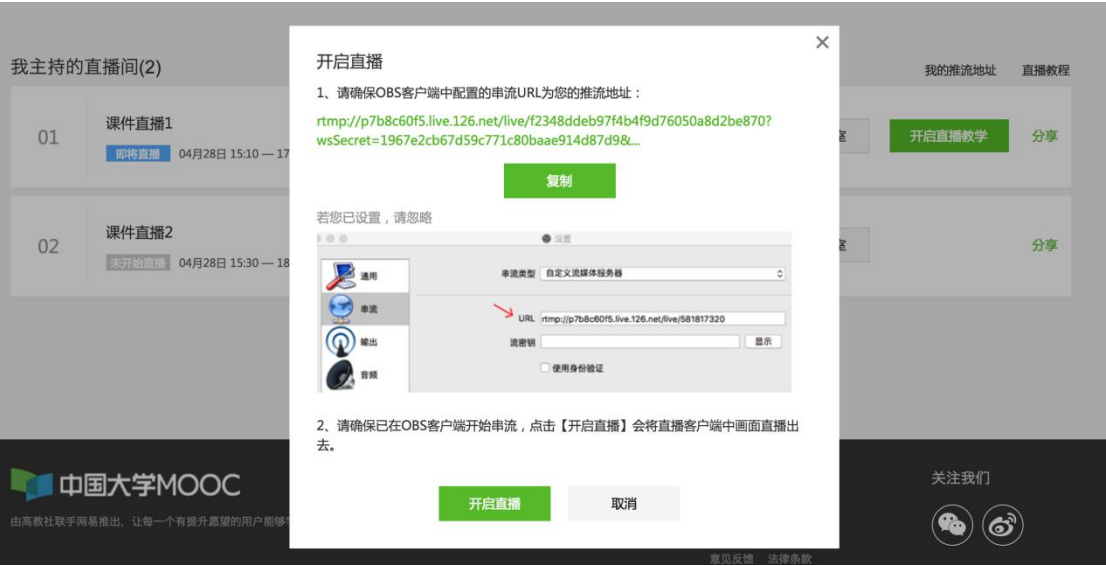 我主持的直播间(2)
我的推流地址
直播教程
01
课件直播1
即将直播
04月28日 15:10 — 17
室
开启直播教学
分享
02
课件直播2
未开始直播
04月28日 15:30 — 18
室
分享
开启直播
1、请确保OBS客户端中配置的串流URL为您的推流地址：
rtmp://p7b8c60f5.live.126.net/live/f2348ddeb97f4b4f9d76050a8d2be870?
wsSecret=1967e2cb67d59c771c80baae914d87d9&...
复制
若您已设置，请忽略
设置
通用
串流
输出
音频
串流类型 自定义流媒体服务器
URL rtmp://p7b8c60f5.live.126.net/live/581817320
流密钥
显示
使用身份验证
2、请确保已在OBS客户端开始串流，点击【开启直播】会将直播客户端中画面直播出
去。
开启直播
取消
中国大学MOOC
由高教社联手网易推出，让每一个有提升愿望的用户能够
关注我们
意见反馈
法律条款